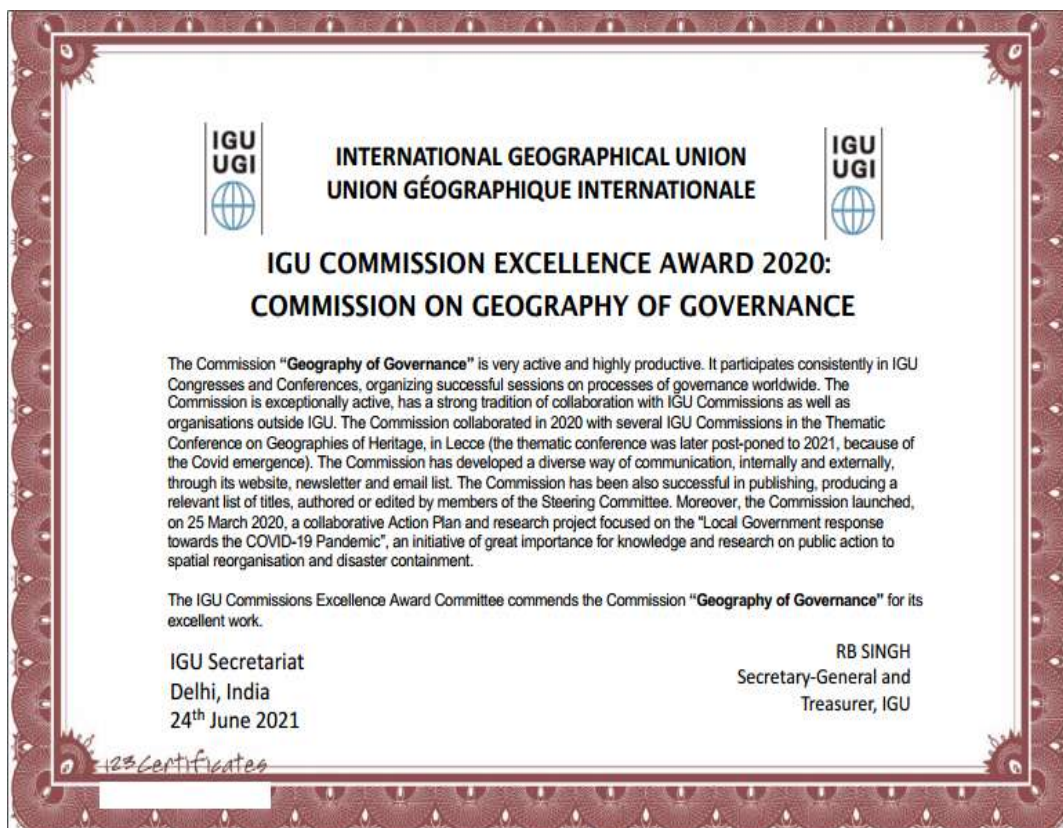 IGU
UGI
INTERNATIONAL GEOGRAPHICAL UNION
UNION GÉOGRAPHIQUE INTERNATIONALE
IGU
UGI
IGU COMMISSION EXCELLENCE AWARD 2020:
COMMISSION ON GEOGRAPHY OF GOVERNANCE
The Commission “Geography of Governance” is very active and highly productive. It participates consistently in IGU
Congresses and Conferences, organizing successful sessions on processes of governance worldwide. The
Commission is exceptionally active, has a strong tradition of collaboration with IGU Commissions as well as
organisations outside IGU. The Commission collaborated in 2020 with several IGU Commissions in the Thematic
Conference on Geographies of Heritage, in Lecce (the thematic conference was later post-poned to 2021, because of
the Covid emergence). The Commission has developed a diverse way of communication, internally and externally,
through its website, newsletter and email list. The Commission has been also successful in publishing, producing a
relevant list of titles, authored or edited by members of the Steering Committee. Moreover, the Commission launched,
on 25 March 2020, a collaborative Action Plan and research project focused on the “Local Government response
towards the COVID-19 Pandemic”, an initiative of great importance for knowledge and research on public action to
spatial reorganisation and disaster containment.
The IGU Commissions Excellence Award Committee commends the Commission “Geography of Governance” for its
excellent work.
IGU Secretariat
Delhi, India
24th June 2021
RB SINGH
Secretary-General and
Treasurer, IGU
123Certificates